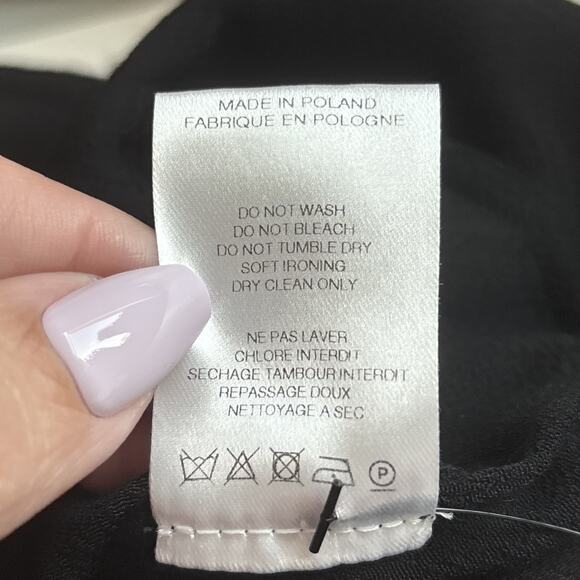 MADE IN POLAND
FABRIQUE EN POLOGNE
DO NOT WASH
DO NOT BLEACH
DO NOT TUMBLE DRY
SOFT IRONING
DRY CLEAN ONLY
NE PAS LAVER
CHLORE INTERDIT
SECHAGE TAMBOUR INTERDIT
REPASSAGE DOUX
NETTOYAGE A SEC
P